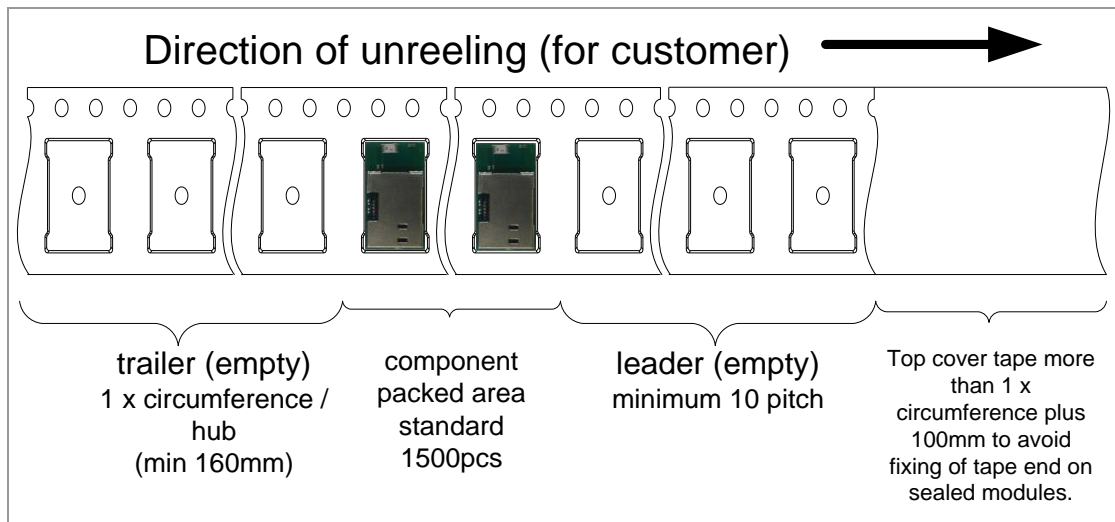 Direction of unreeling (for customer)
trailer (empty)
1 x circumference /
hub
(min 160mm)
component
packed area
standard
1500pcs
leader (empty)
minimum 10 pitch
Top cover tape more
than 1 x
circumference plus
100mm to avoid
fixing of tape end on
sealed modules.